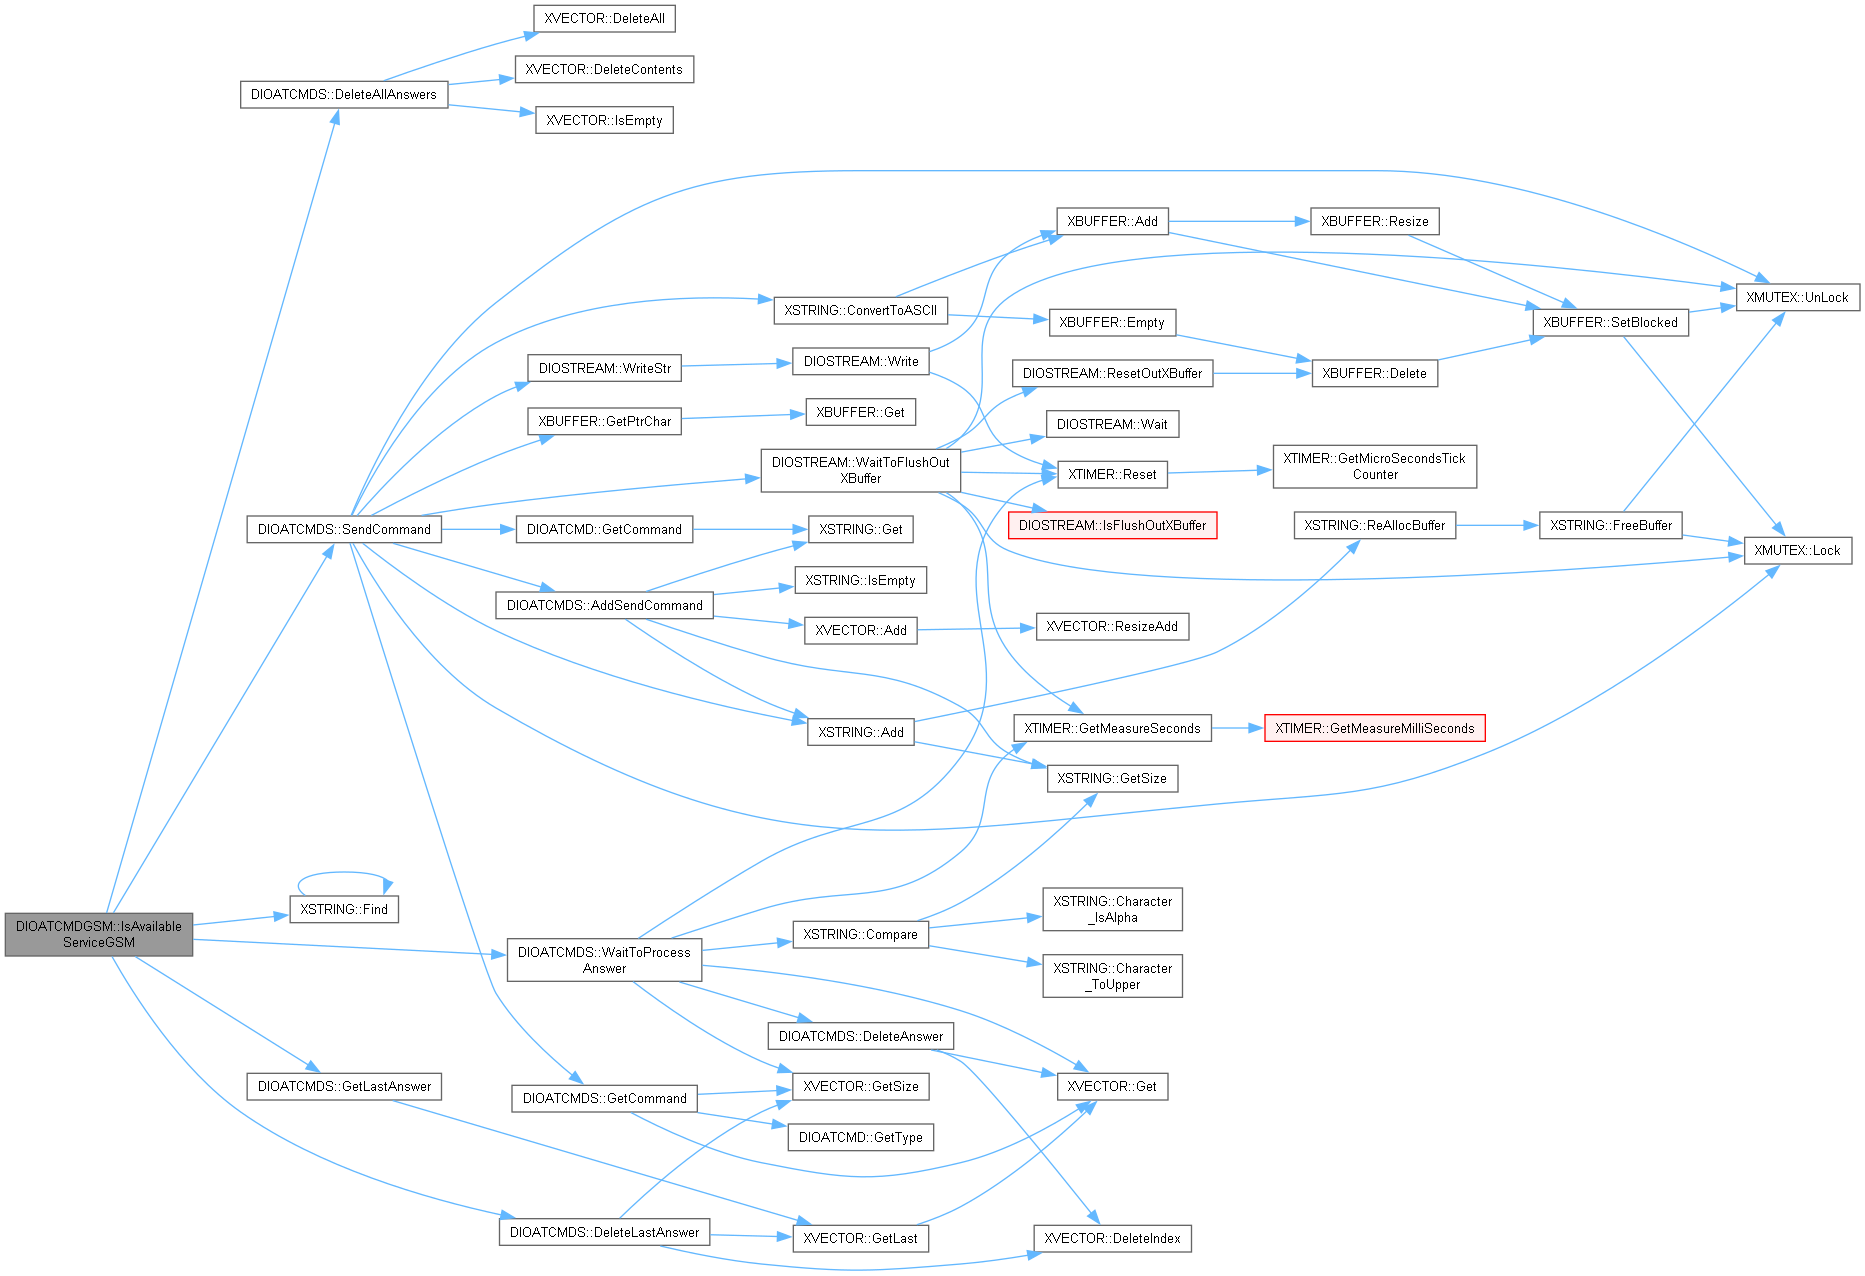 XVECTOR::DeleteAll
XVECTOR::DeleteContents
DIOATCMDS::DeleteAllAnswers
XVECTOR::IsEmpty
XBUFFER::Add
XBUFFER::Resize
XMUTEX::UnLock
XSTRING::ConvertToASCII
XBUFFER::Empty
XBUFFER::SetBlocked
DIOSTREAM::WriteStr
DIOSTREAM::Write
DIOSTREAM::ResetOutXBuffer
XBUFFER::Delete
XBUFFER::GetPtrChar
XBUFFER::Get
DIOSTREAM::Wait
DIOSTREAM::WaitToFlushOut
XBuffer
XTIMER::Reset
XTIMER::GetMicroSecondsTick
Counter
DIOATCMDS::SendCommand
DIOATCMD::GetCommand
XSTRING::Get
DIOSTREAM::IsFlushOutXBuffer
XSTRING::ReAllocBuffer
XSTRING::FreeBuffer
XMUTEX::Lock
XSTRING::IsEmpty
DIOATCMDS::AddSendCommand
XVECTOR::Add
XVECTOR::ResizeAdd
XSTRING::Add
XTIMER::GetMeasureSeconds
XTIMER::GetMeasureMilliSeconds
XSTRING::GetSize
XSTRING::Find
XSTRING::Character
_IsAlpha
DIOATCMDGSM::IsAvailable
ServiceGSM
DIOATCMDS::WaitToProcess
Answer
XSTRING::Compare
XSTRING::Character
_ToUpper
DIOATCMDS::DeleteAnswer
DIOATCMDS::GetLastAnswer
DIOATCMDS::GetCommand
XVECTOR::GetSize
XVECTOR::Get
DIOATCMD::GetType
DIOATCMDS::DeleteLastAnswer
XVECTOR::GetLast
XVECTOR::DeleteIndex